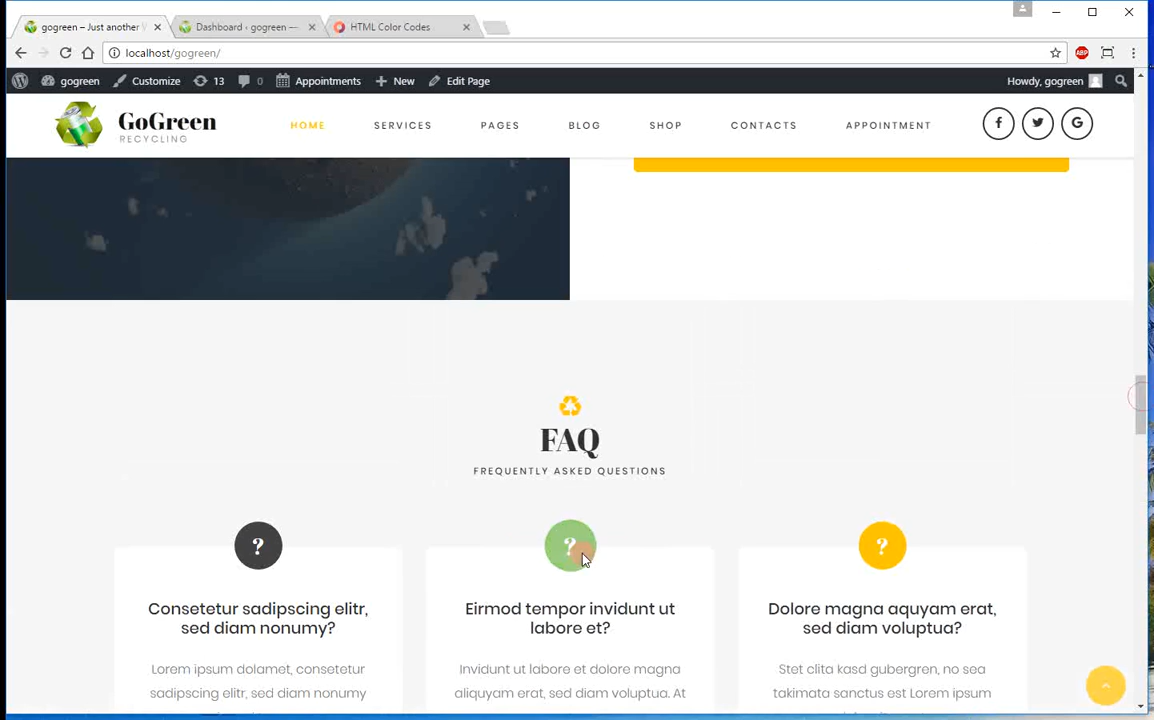 gogreen – Just another W
Dashboard ‹ gogreen —
HTML Color Codes
localhost/gogreen/
ABP
gogreen
Customize
13
0
Appointments
New
Edit Page
Howdy, gogreen
GoGreen
RECYCLING
HOME
SERVICES
PAGES
BLOG
SHOP
CONTACTS
APPOINTMENT
f
G
FAQ
FREQUENTLY ASKED QUESTIONS
?
?
?
Consetetur sadipscing elitr,
sed diam nonumy?
Lorem ipsum dolamet, consetetur
sadipscing elitr, sed diam nonumy
Eirmod tempor invidunt ut
labore et?
Invidunt ut labore et dolore magna
aliquyam erat, sed diam voluptua. At
Dolore magna aquyam erat,
sed diam voluptua?
Stet clita kasd gubergren, no sea
takimata sanctus est Lorem ipsum